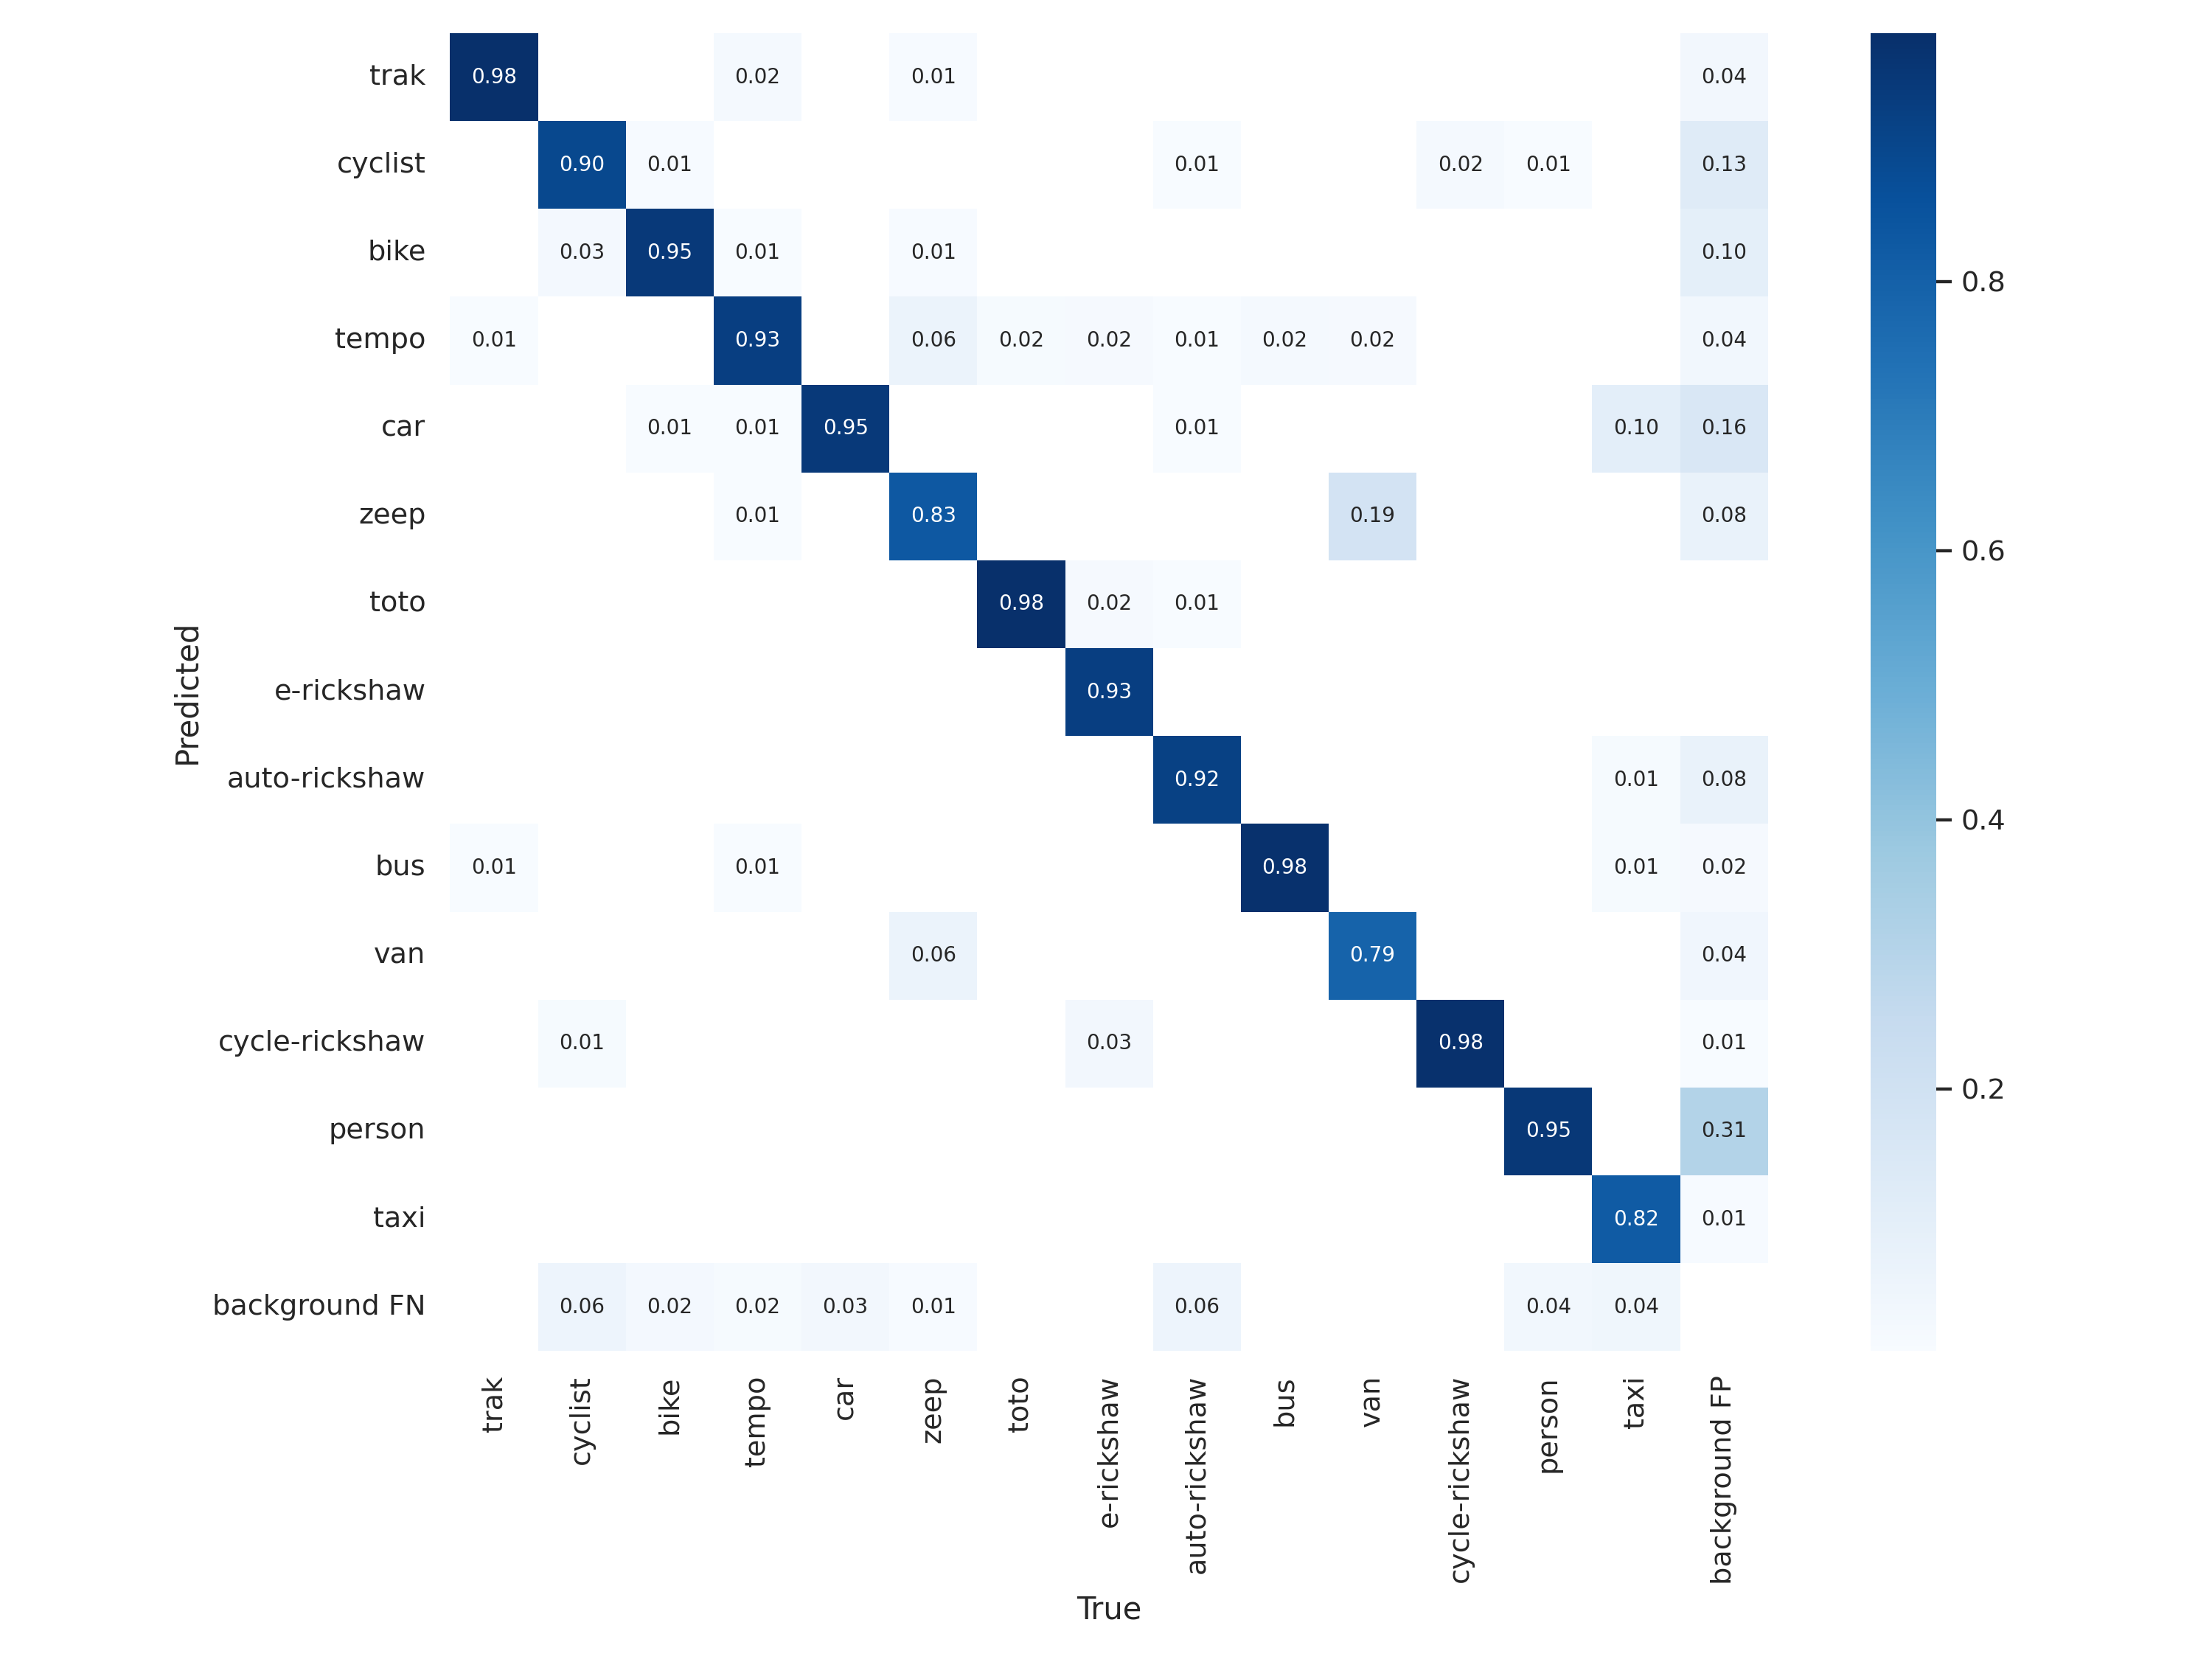 trak 0.98 0.02 0.01 0.04
cyclist 0.90 0.01 0.01 0.02 0.01 0.13
bike 0.03 0.95 0.01 0.01 0.10
tempo 0.01 0.93 0.06 0.02 0.02 0.01 0.02 0.02 0.04
car 0.01 0.01 0.95 0.01 0.10 0.16
zeep 0.01 0.83 0.19 0.08
toto 0.98 0.02 0.01
e-rickshaw 0.93
auto-rickshaw 0.92 0.01 0.08
bus 0.01 0.01 0.98 0.01 0.02
van 0.06 0.79 0.04
cycle-rickshaw 0.01 0.03 0.98 0.01
person 0.95 0.31
taxi 0.82 0.01
background FN 0.06 0.02 0.02 0.03 0.01 0.06 0.04 0.04
Predicted
trak
cyclist
bike
tempo
car
zeep
toto
e-rickshaw
auto-rickshaw
bus
van
cycle-rickshaw
person
taxi
background FP
True
0.8
0.6
0.4
0.2